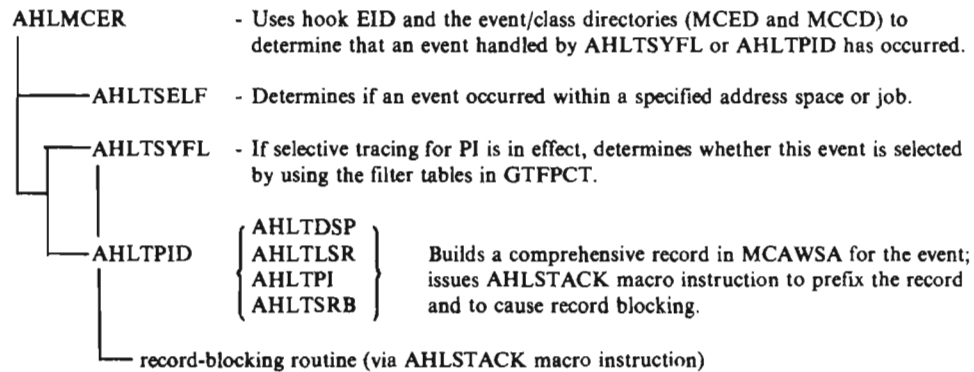 AHLMCER - Uses hook EID and the event/class directories (MCED and MCCD) to
determine that an event handled by AHLTSYFL or AHLTPID has occurred.
AHLTSELF - Determines if an event occurred within a specified address space or job.
AHLTSYFL - If selective tracing for PI is in effect, determines whether this event is selected
by using the filter tables in GTFPCT.
AHLTDSP
AHLTPID AHLTLSR Builds a comprehensive record in MCAWSA for the event;
AHLTPI issues AHLSTACK macro instruction to prefix the record
AHLTSRB and to cause record blocking.
record-blocking routine (via AHLSTACK macro instruction)